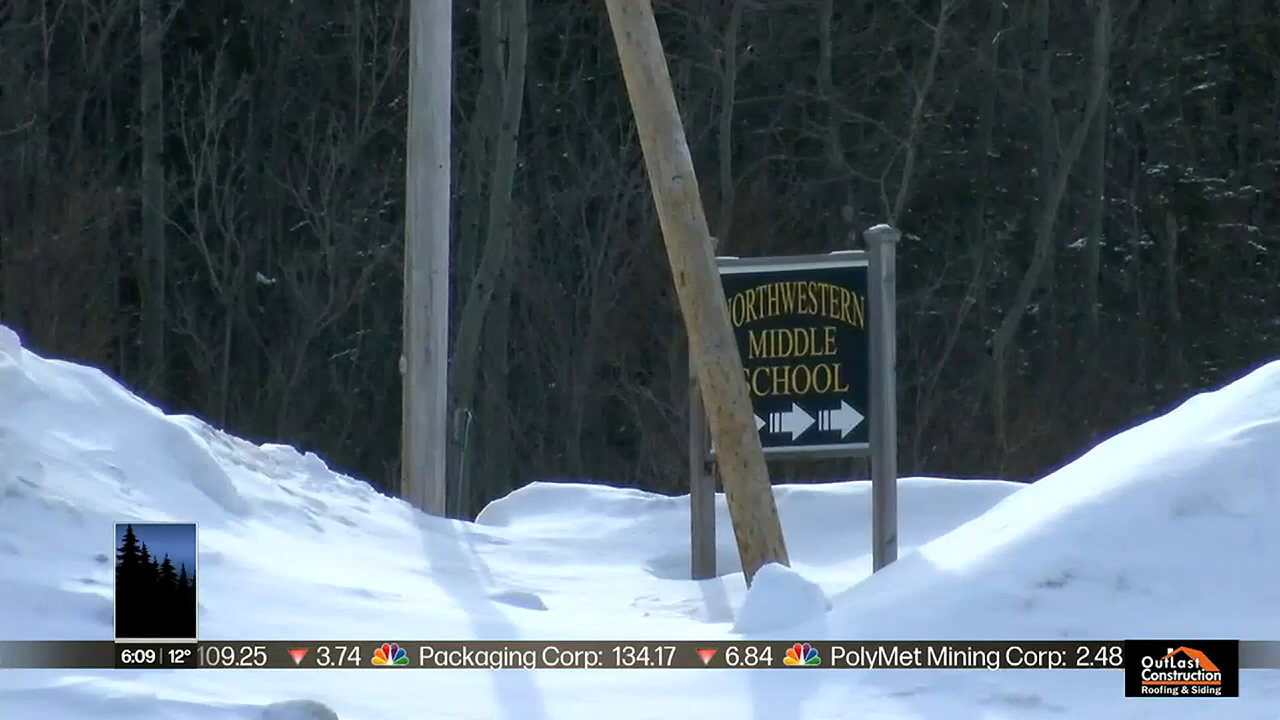 ORTHWESTERN
MIDDLE
SCHOOL
6:09 12° 109.25 3.74 Packaging Corp: 134.17 6.84 PolyMet Mining Corp: 2.48
OutLast
Construction
Roofing & Siding